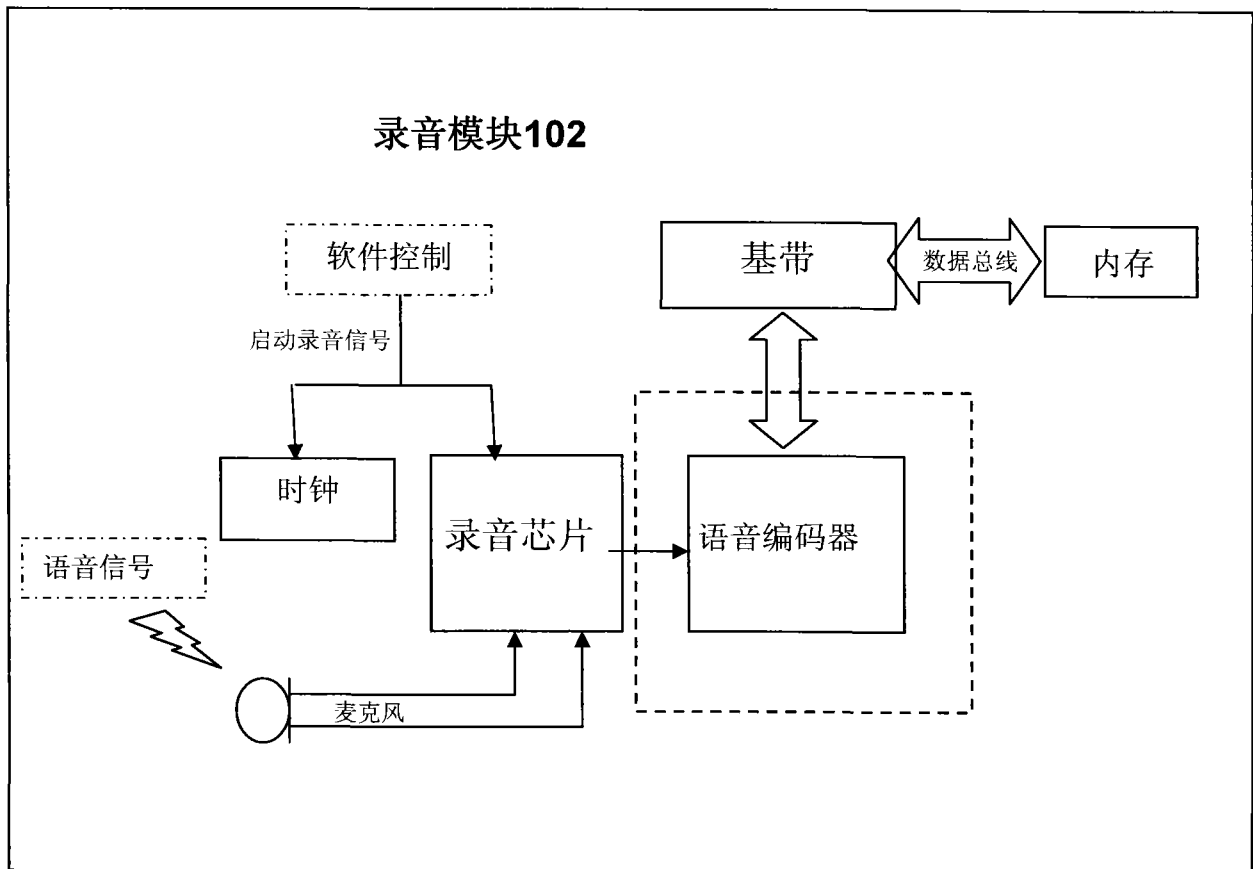 录音模块102
软件控制
基带
数据总线
内存
启动录音信号
时钟
录音芯片
语音编码器
语音信号
麦克风